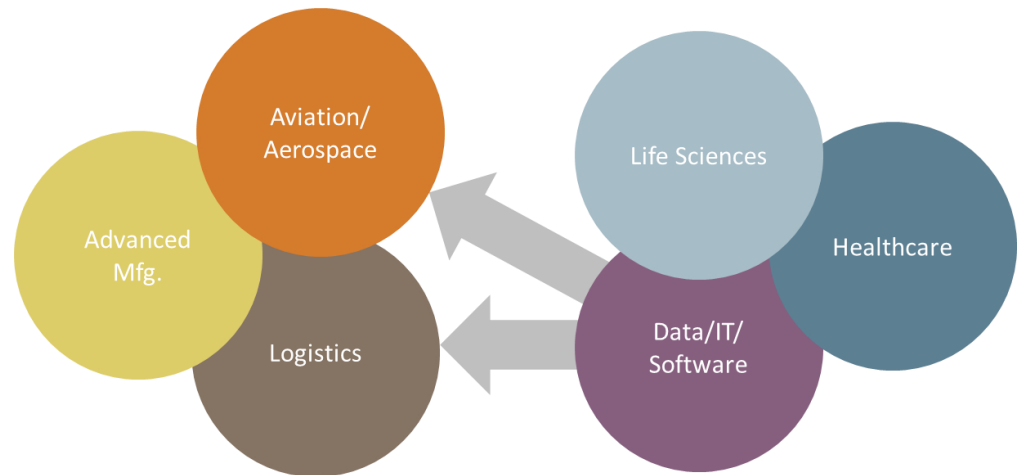 Aviation/
Aerospace
Advanced
Mfg.
Logistics
Life Sciences
Healthcare
Data/IT/
Software